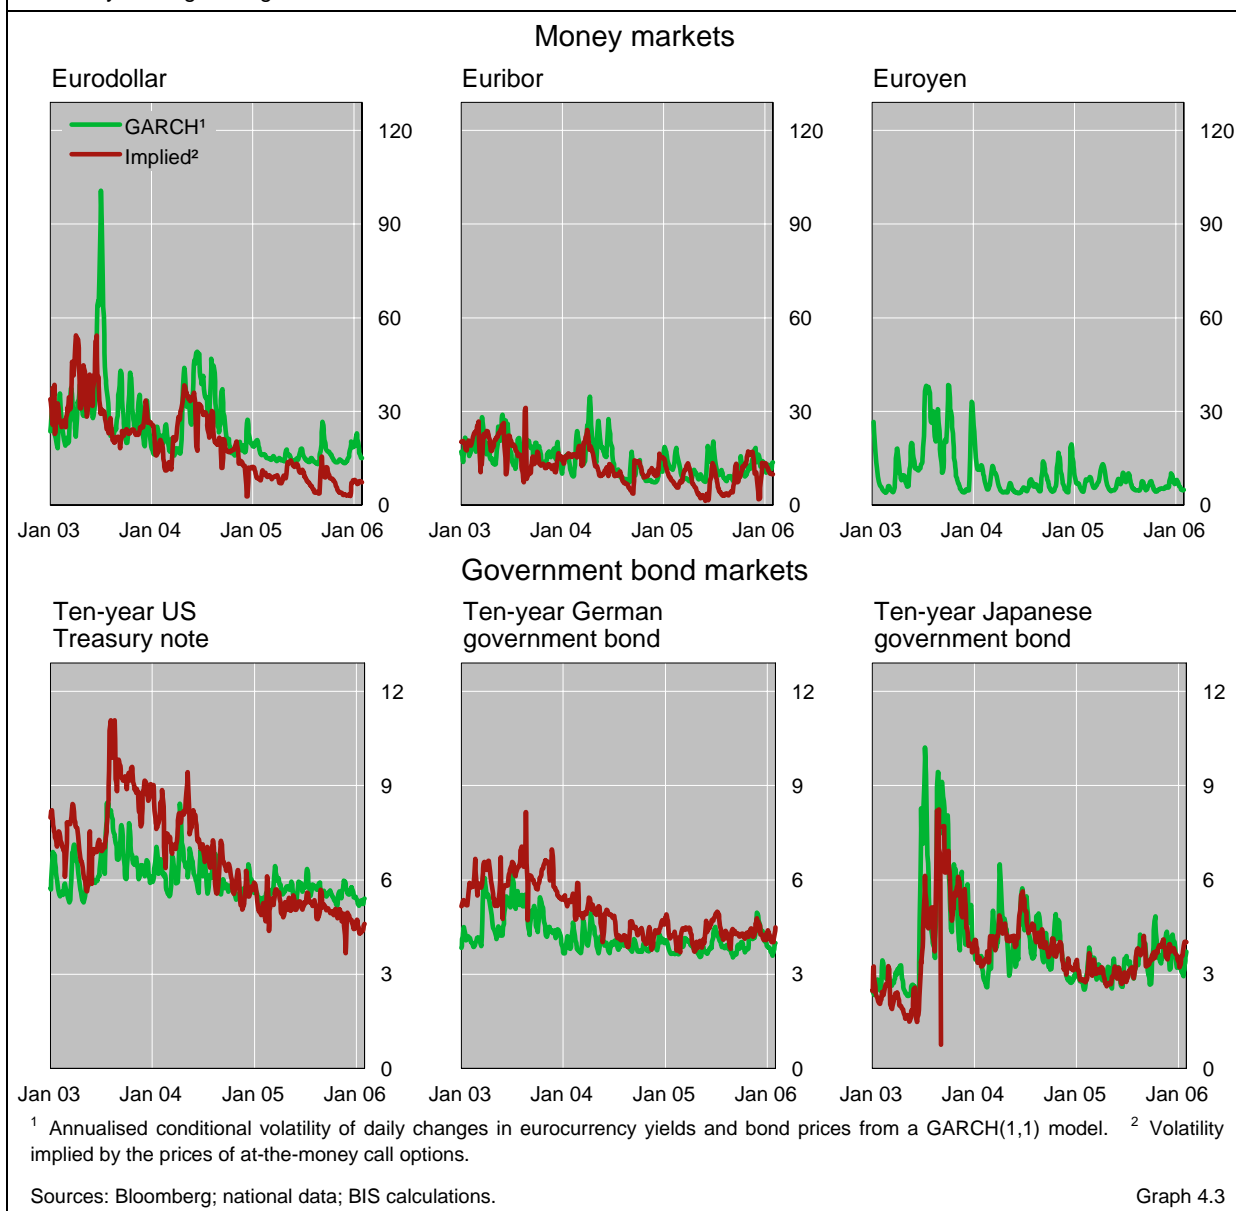 Money markets
Eurodollar
Euribor
Euroyen
GARCH¹
Implied²
120
90
60
30
0
120
90
60
30
0
120
90
60
30
0
Jan 03 Jan 04 Jan 05 Jan 06
Jan 03 Jan 04 Jan 05 Jan 06
Jan 03 Jan 04 Jan 05 Jan 06
Government bond markets
Ten-year US
Treasury note
Ten-year German
government bond
Ten-year Japanese
government bond
12
9
6
3
0
12
9
6
3
0
12
9
6
3
0
Jan 03 Jan 04 Jan 05 Jan 06
Jan 03 Jan 04 Jan 05 Jan 06
Jan 03 Jan 04 Jan 05 Jan 06
¹ Annualised conditional volatility of daily changes in eurocurrency yields and bond prices from a GARCH(1,1) model. ² Volatility
implied by the prices of at-the-money call options.
Sources: Bloomberg; national data; BIS calculations. Graph 4.3